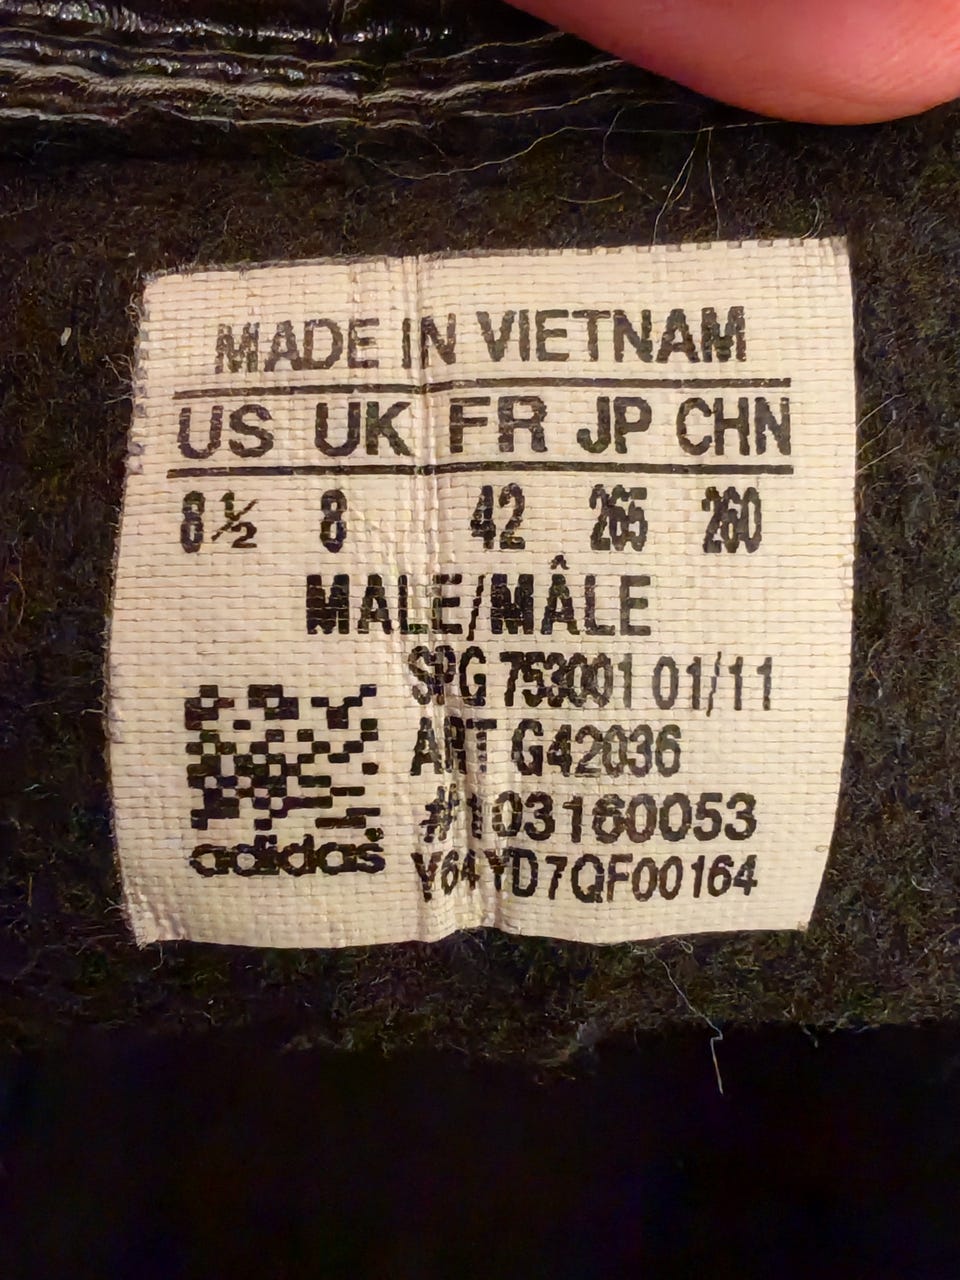 MADE IN VIETNAM
US UK FR JP CHN
8½ 8 42 265 260
MALE/MÂLE
SPG 753001 01/11
ART G42036
#103160053
adidas Y64YD7QF00164